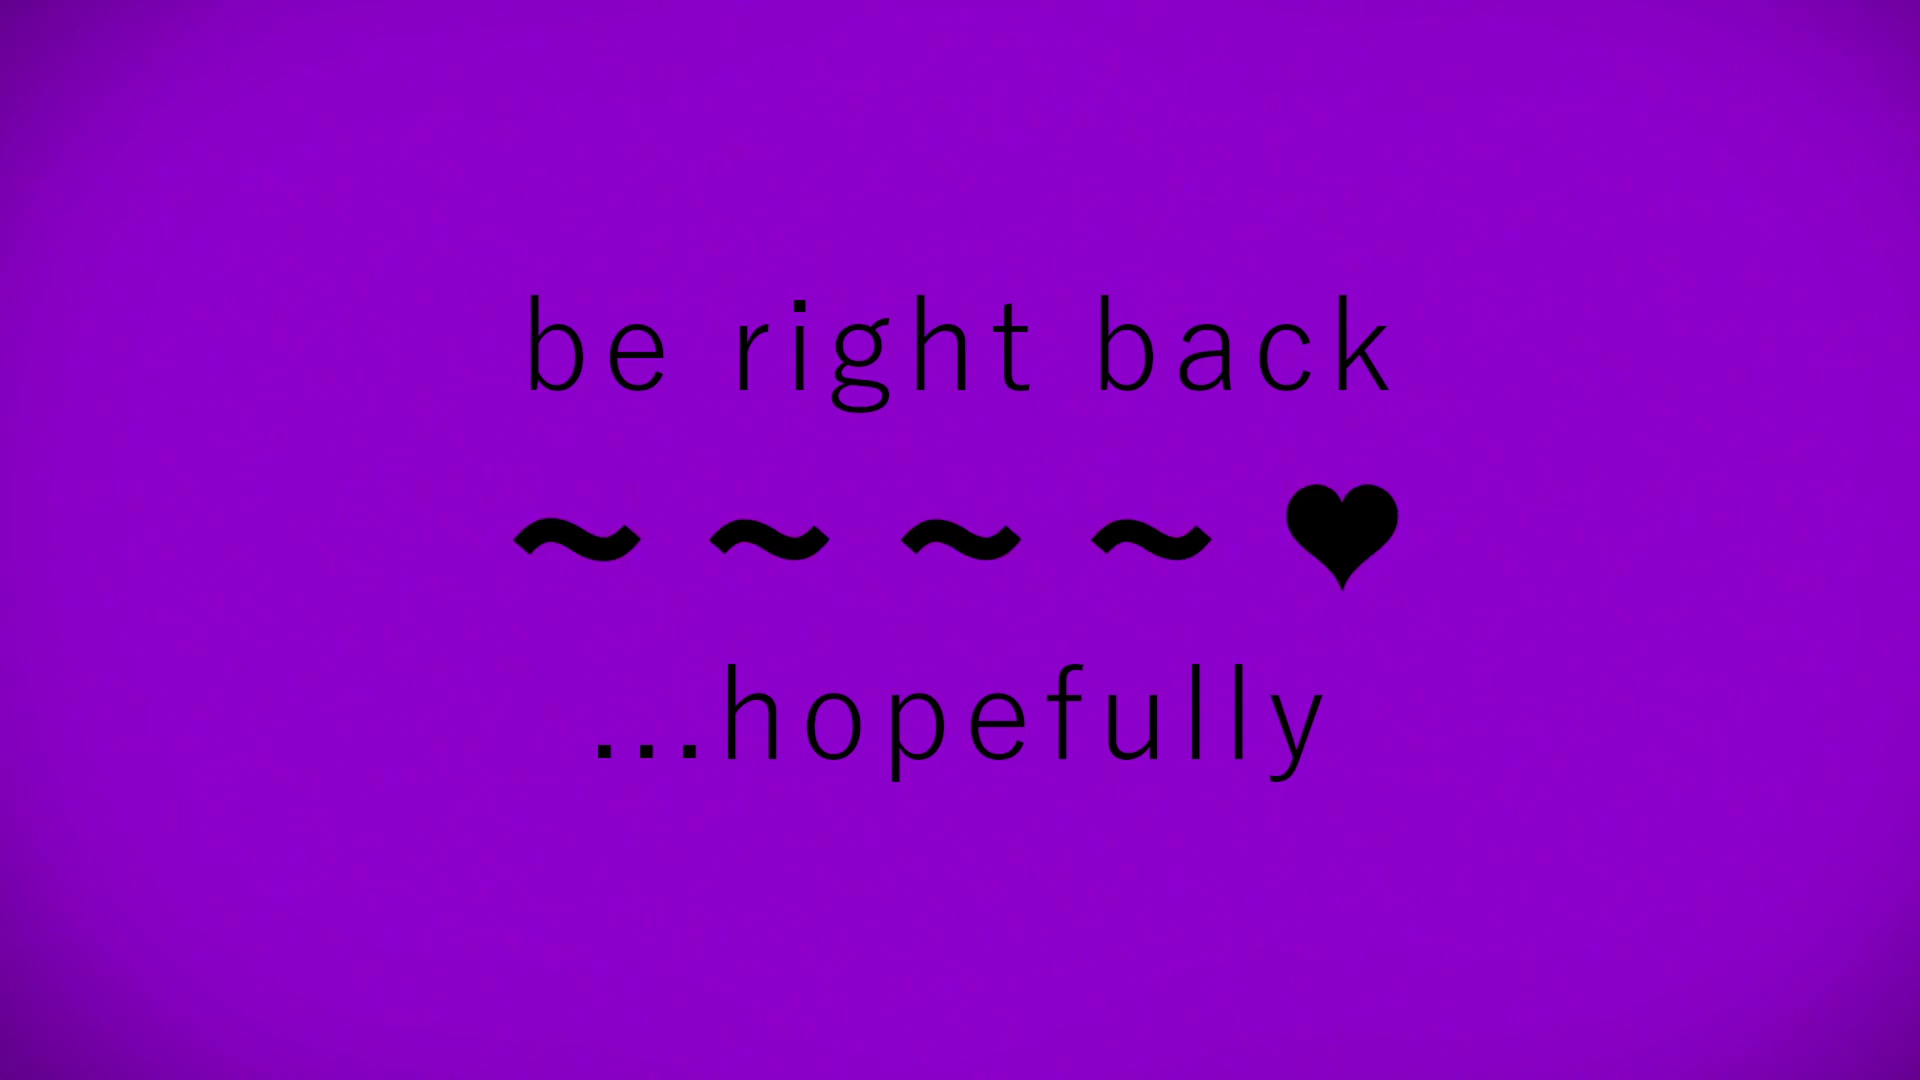 be right back
~ ~ ~ ~ ♥
...hopefully